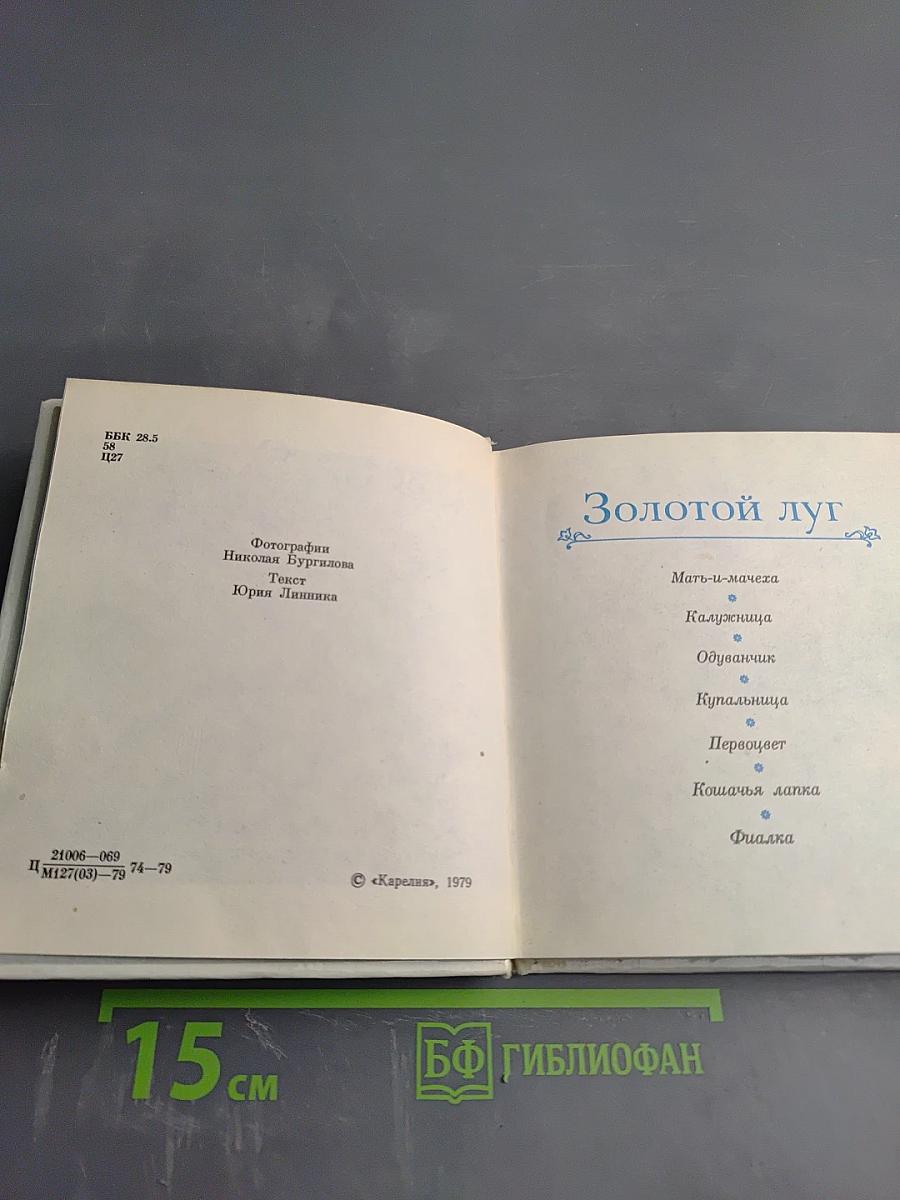 ББК 28.5
58
Ц27
Фотографии
Николая Бургилова
Текст
Юрия Линника
Ц 21006—069
М127(03)—79 74—79
© «Карелия», 1979
Золотой луг
Мать-и-мачеха
Калужница
Одуванчик
Купальница
Первоцвет
Кошачья лапка
Фиалка
15 см
БФ ГИБЛИОФАН